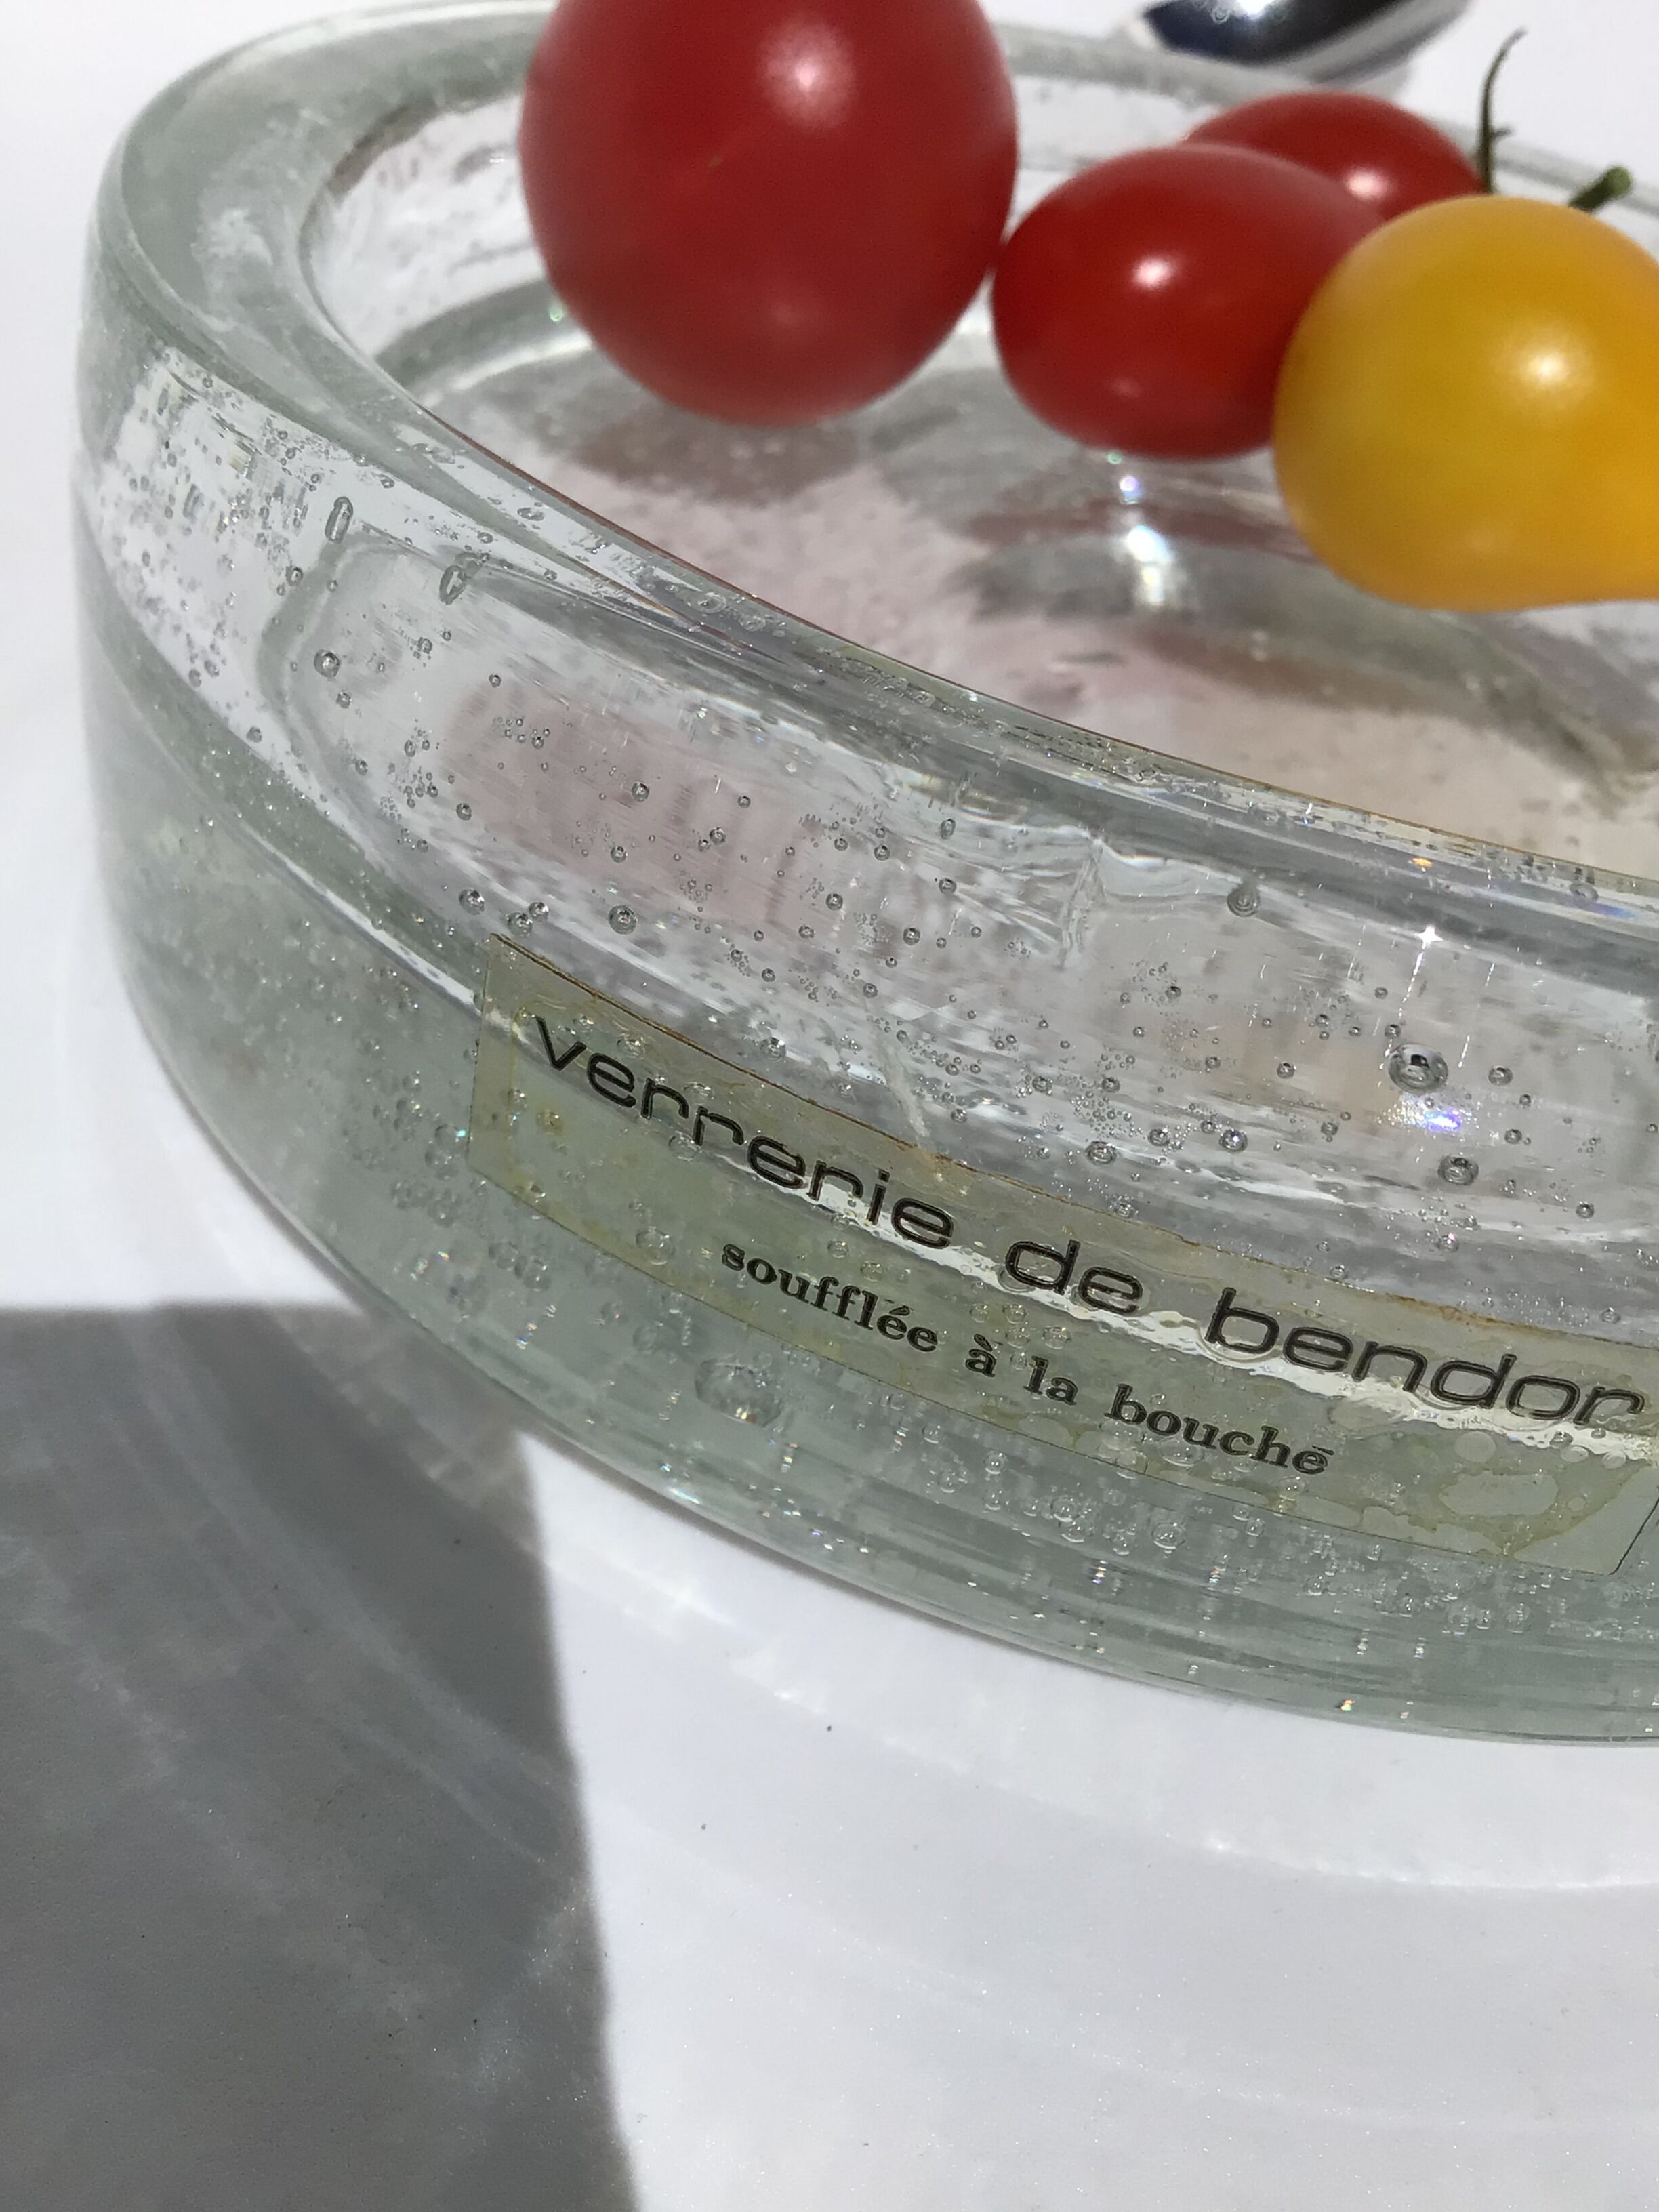 verrerie de bendor
soufflée à la bouche